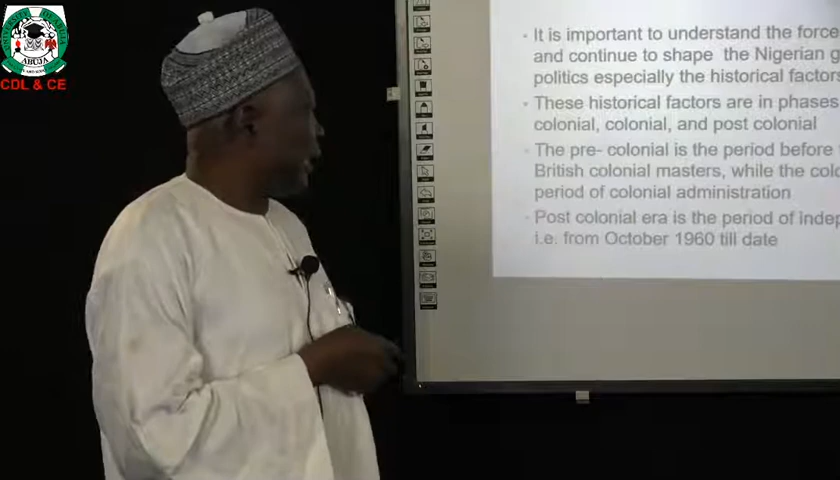 UNIVERSITY OF ABUJA
CDL & CE
It is important to understand the force
and continue to shape the Nigerian g
politics especially the historical factors
These historical factors are in phases
colonial, colonial, and post colonial
The pre- colonial is the period before
British colonial masters, while the colo
period of colonial administration
Post colonial era is the period of indep
i.e. from October 1960 till date